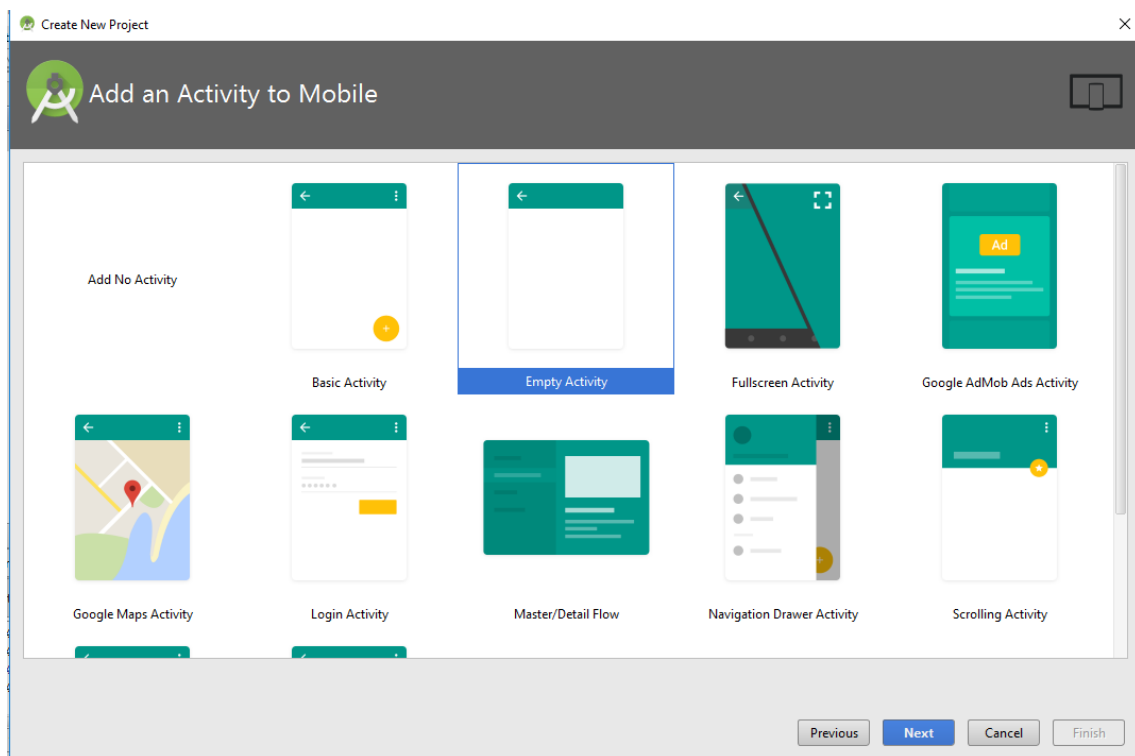 Create New Project
Add an Activity to Mobile
Add No Activity
Basic Activity
Empty Activity
Fullscreen Activity
Ad
Google AdMob Ads Activity
Google Maps Activity
Login Activity
Master/Detail Flow
Navigation Drawer Activity
Scrolling Activity
Previous
Next
Cancel
Finish